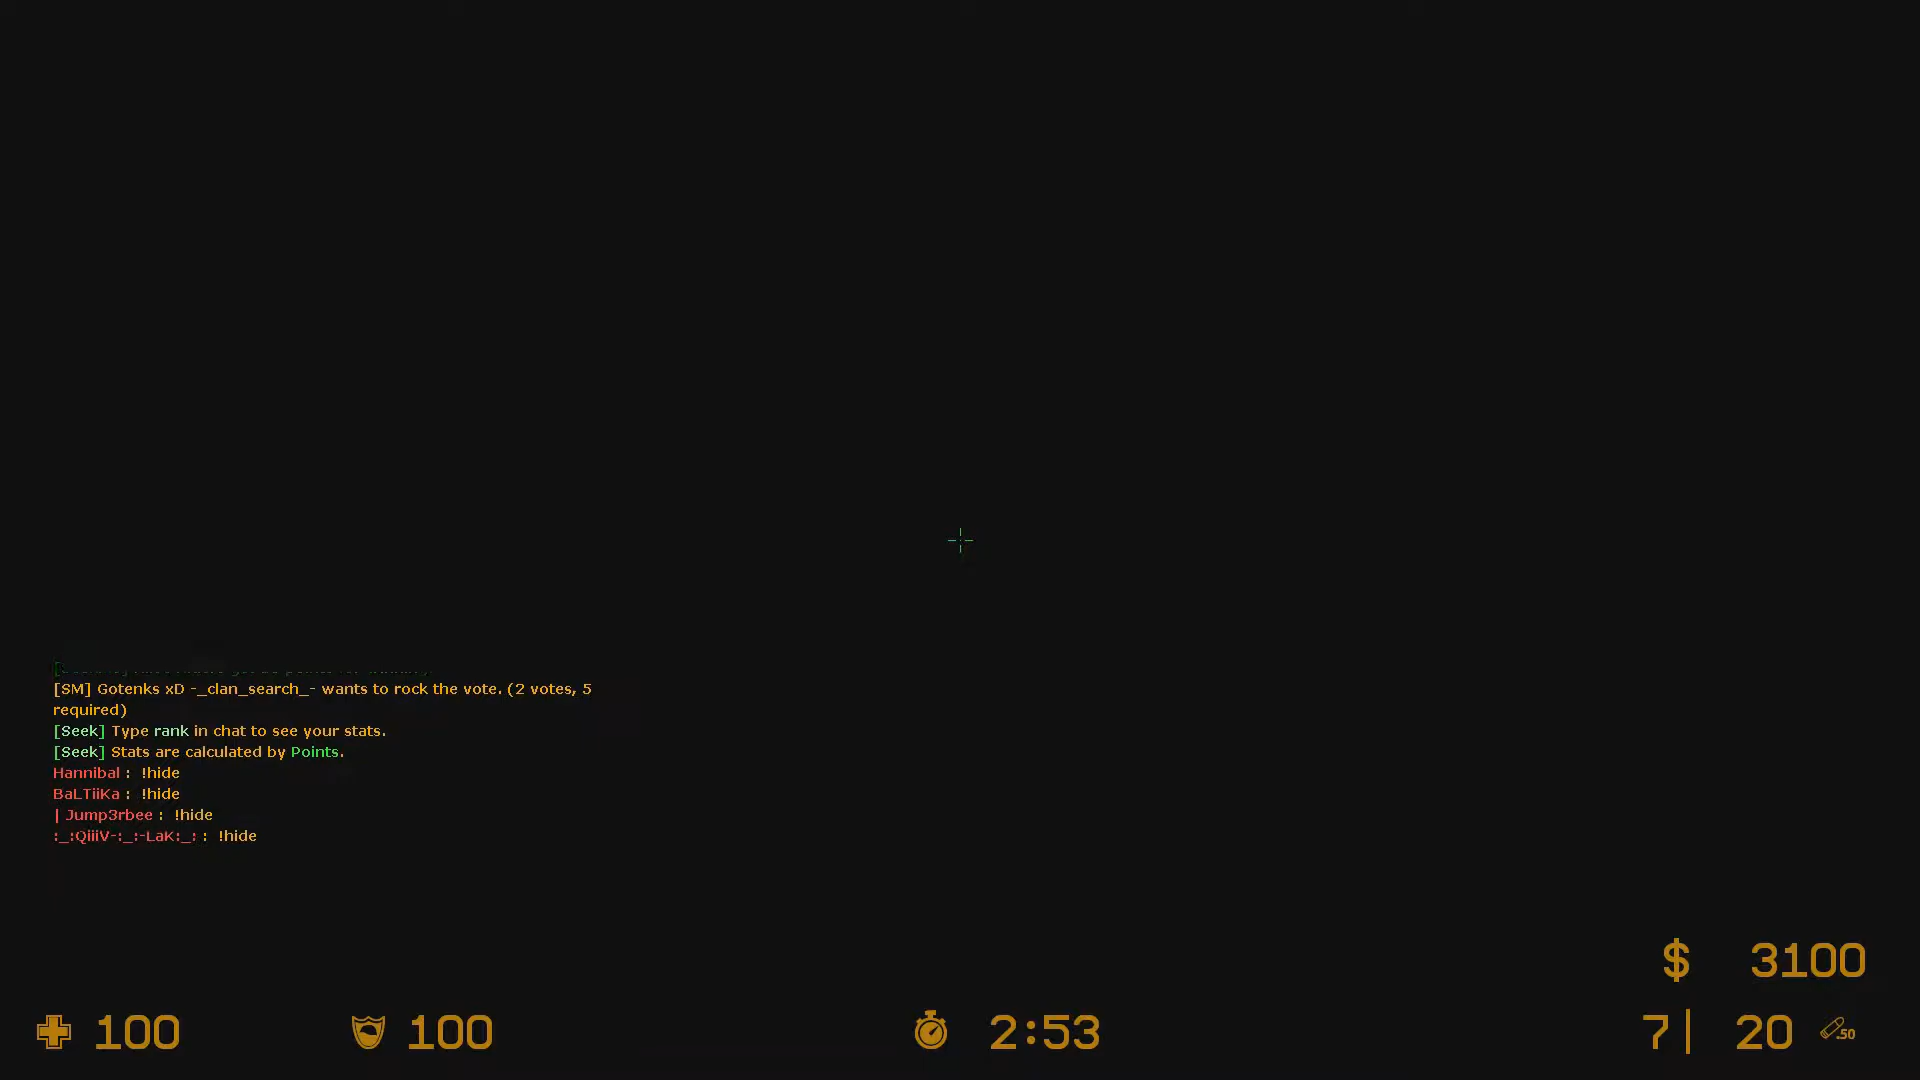 [SM] Gotenks xD -_clan_search_- wants to rock the vote. (2 votes, 5
required)
[Seek] Type rank in chat to see your stats.
[Seek] Stats are calculated by Points.
Hannibal :  !hide
BaLTiiKa :  !hide
| Jump3rbee :  !hide
:_:QiiiV-:_:-LaK:_: :  !hide
$ 3100
100 100 2:53 7| 20 .50